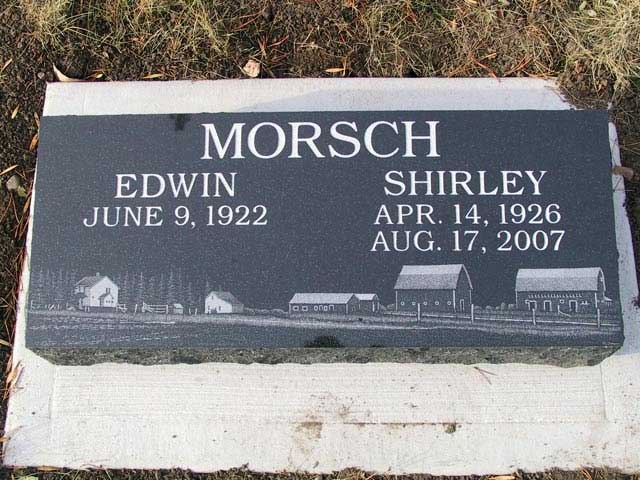 MORSCH
EDWIN
JUNE 9, 1922
SHIRLEY
APR. 14, 1926
AUG. 17, 2007